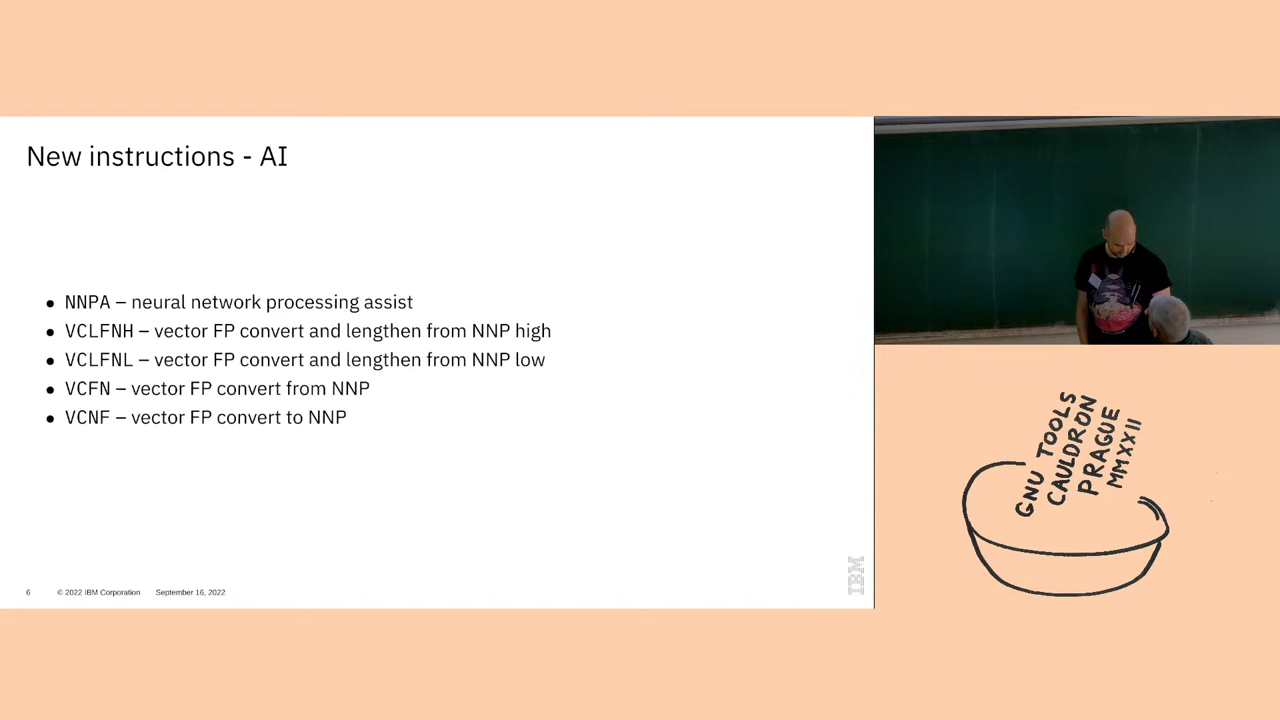 New instructions - AI
• NNPA – neural network processing assist
• VCLFNH – vector FP convert and lengthen from NNP high
• VCLFNL – vector FP convert and lengthen from NNP low
• VCFN – vector FP convert from NNP
• VCNF – vector FP convert to NNP
6 © 2022 IBM Corporation September 16, 2022
IBM
GNU TOOLS
CAULDRON
PRAGUE
MMXXII